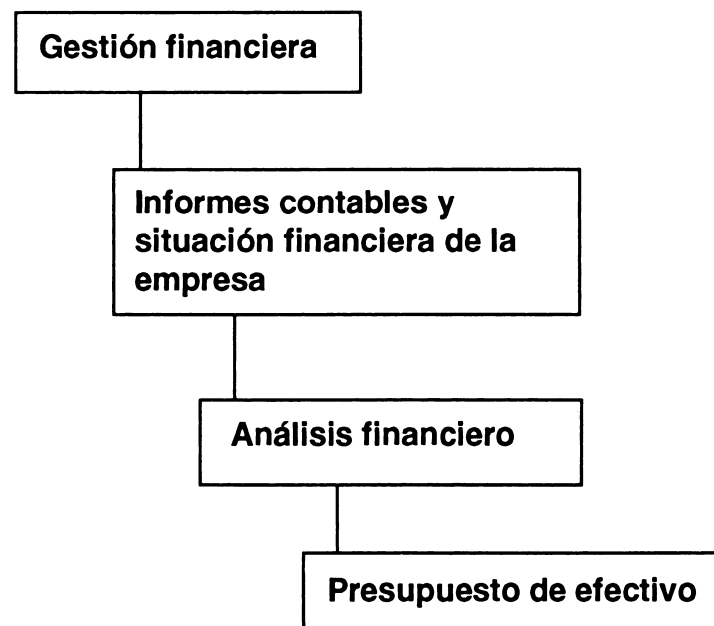 Gestión financiera
Informes contables y
situación financiera de la
empresa
Análisis financiero
Presupuesto de efectivo